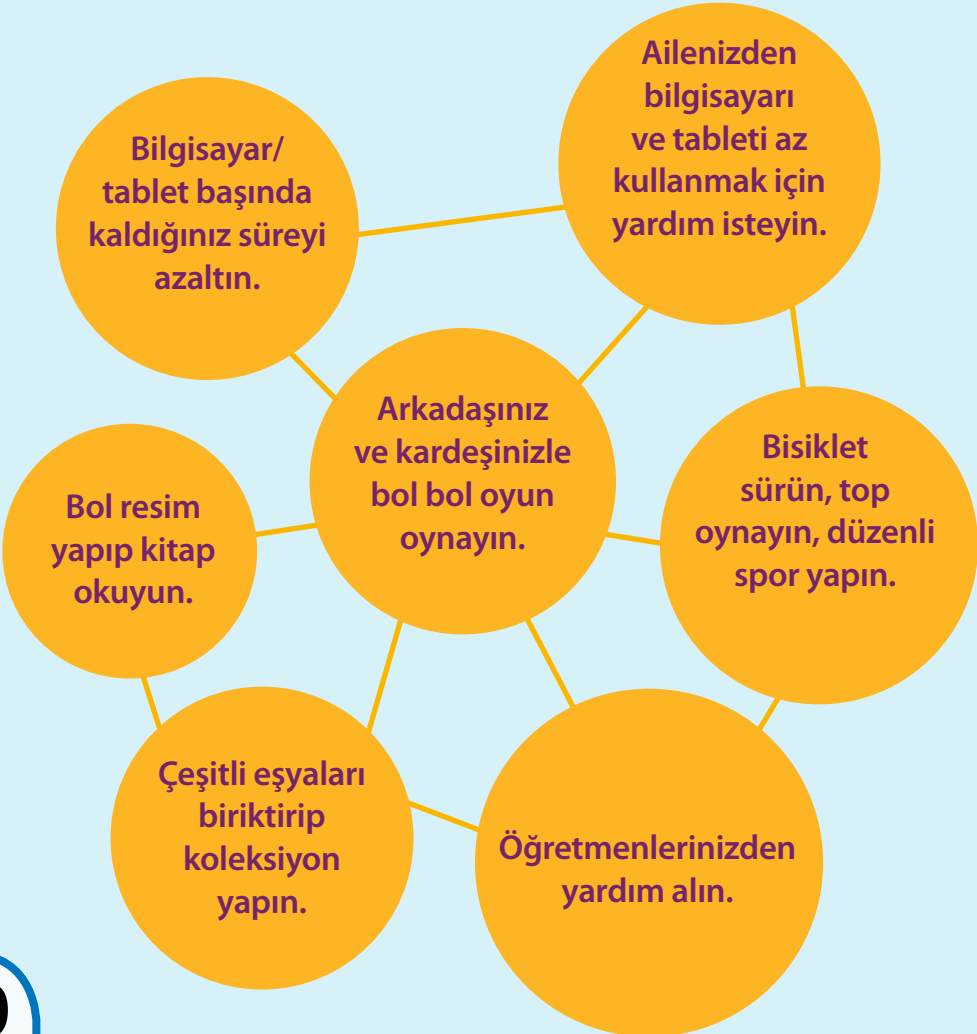 Ailenizden
bilgisayarı
ve tableti az
kullanmak için
yardım isteyin.
Bilgisayar/
tablet başında
kaldığınız süreyi
azaltın.
Arkadaşınız
ve kardeşinizle
bol bol oyun
oynayın.
Bisiklet
sürün, top
oynayın, düzenli
spor yapın.
Bol resim
yapıp kitap
okuyun.
Çeşitli eşyaları
biriktirip
koleksiyon
yapın.
Öğretmenlerinizden
yardım alın.